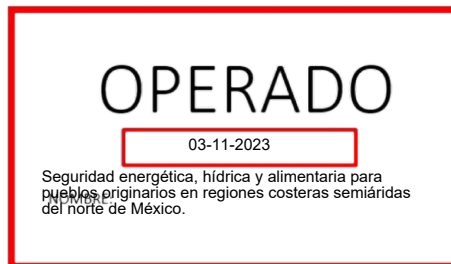 OPERADO
03-11-2023
Seguridad energética, hídrica y alimentaria para
pueblos originarios en regiones costeras semiáridas
NOMBRE:
del norte de México.